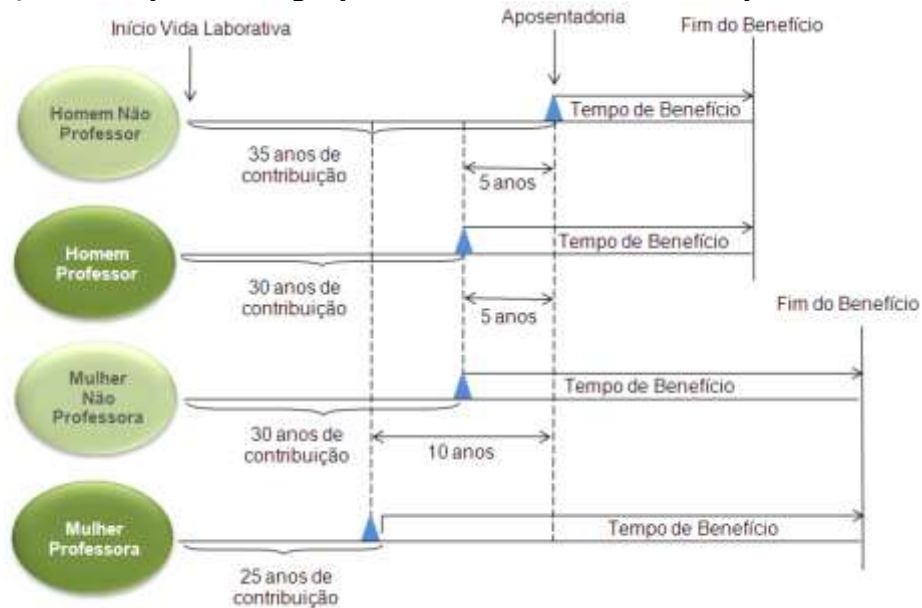 Início Vida Laborativa
Aposentadoria
Fim do Benefício
Homem Não
Professor
Tempo de Benefício
35 anos de
contribuição
5 anos
Homem
Professor
Tempo de Benefício
30 anos de
contribuição
5 anos
Fim do Benefício
Mulher
Não
Professora
Tempo de Benefício
30 anos de
contribuição
10 anos
Mulher
Professora
Tempo de Benefício
25 anos de
contribuição